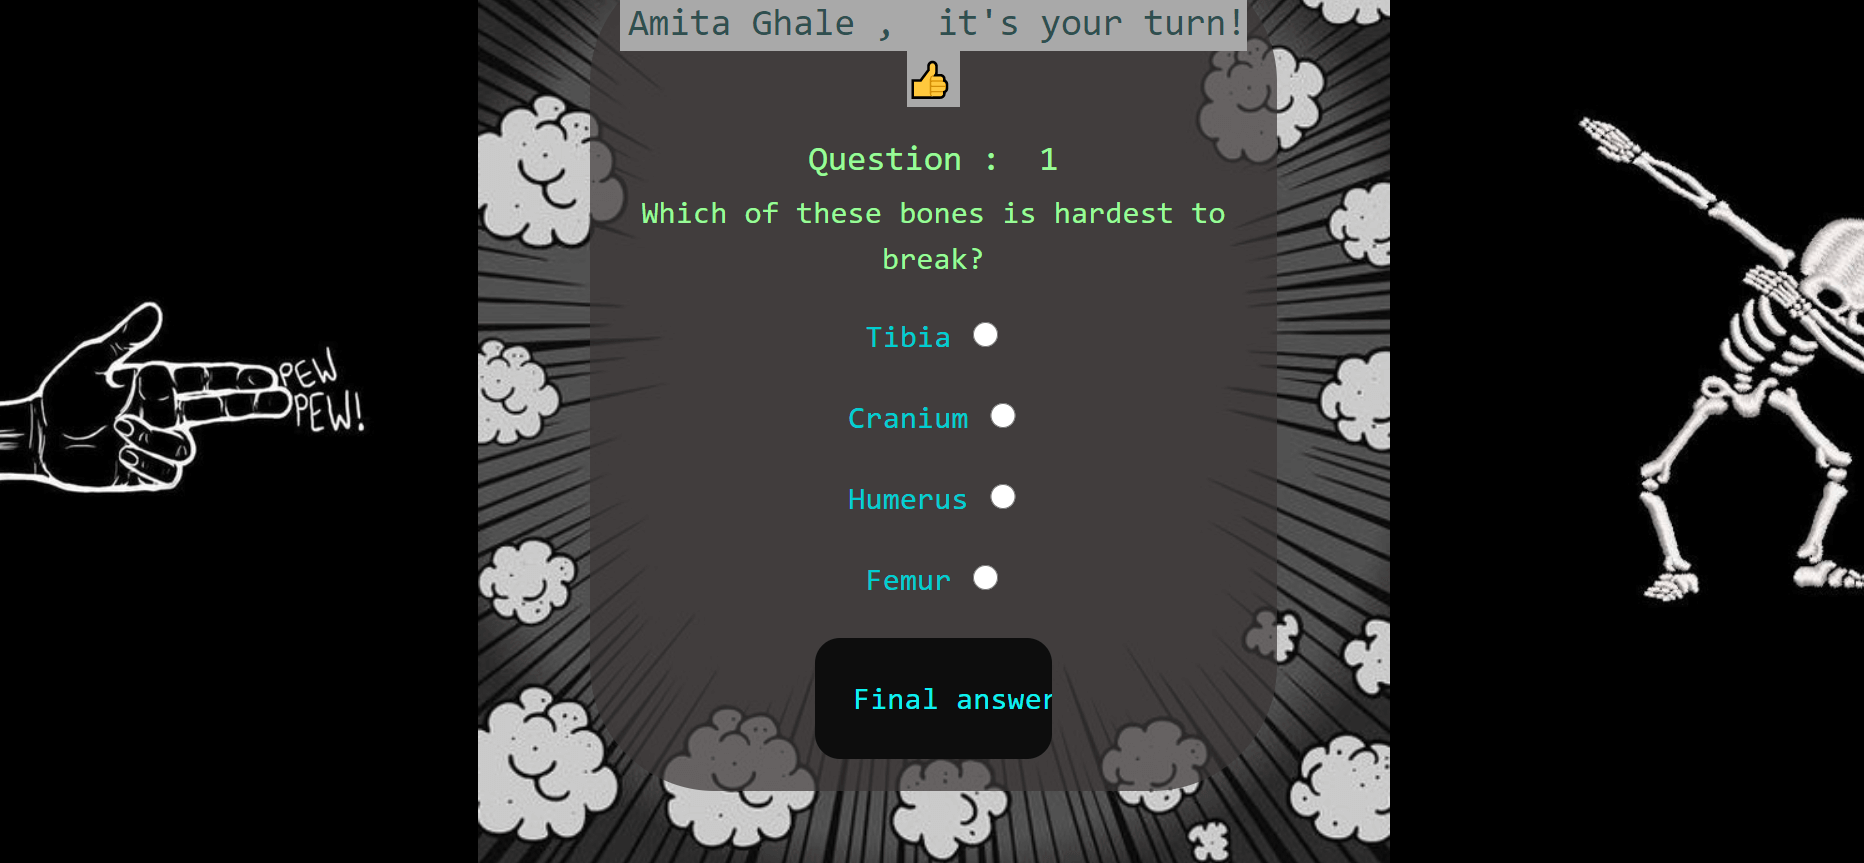 Amita Ghale , it's your turn!
👍
Question : 1
Which of these bones is hardest to
break?
Tibia
PEW
PEW!
Cranium
Humerus
Femur
Final answer